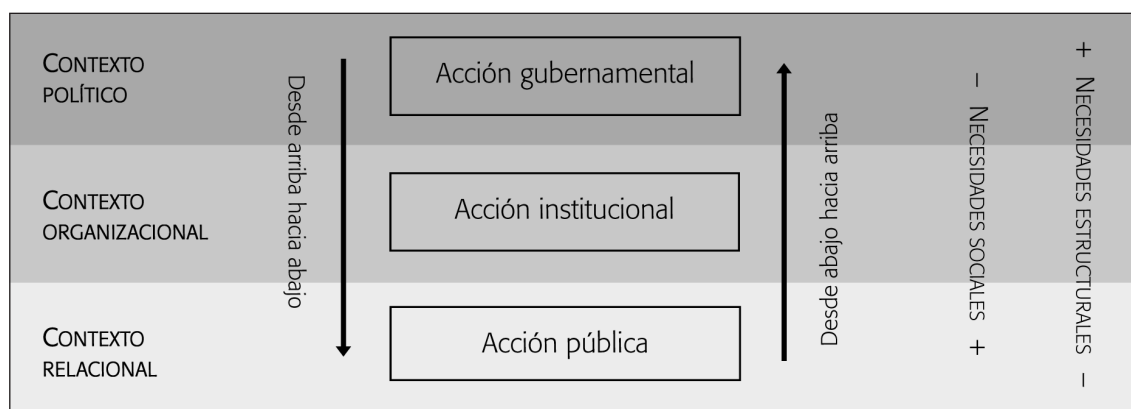 CONTEXTO
POLÍTICO
Desde arriba hacia abajo
Acción gubernamental
Desde abajo hacia arriba
− NECESIDADES SOCIALES +
+ NECESIDADES ESTRUCTURALES −
CONTEXTO
ORGANIZACIONAL
Acción institucional
CONTEXTO
RELACIONAL
Acción pública